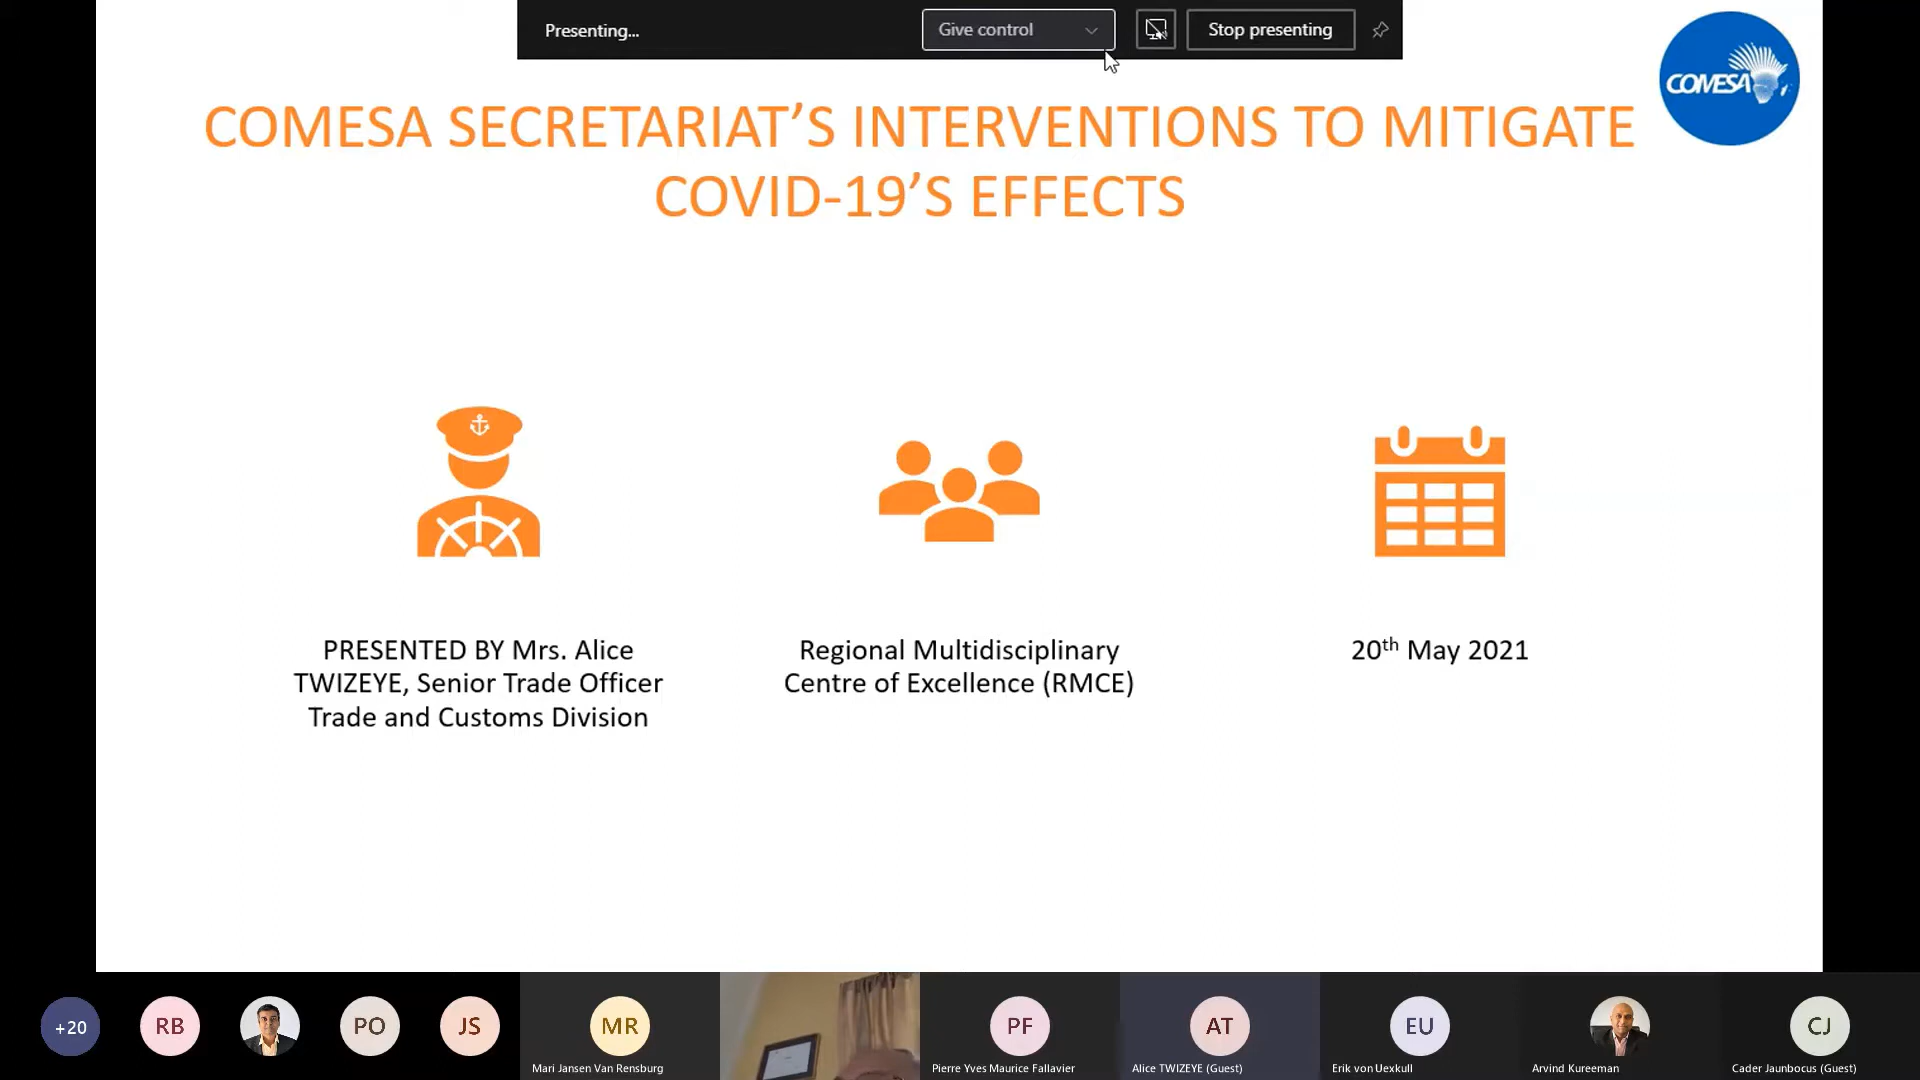 Presenting...
Give control
Stop presenting
COMESA
COMESA SECRETARIAT’S INTERVENTIONS TO MITIGATE
COVID-19’S EFFECTS
PRESENTED BY Mrs. Alice
TWIZEYE, Senior Trade Officer
Trade and Customs Division
Regional Multidisciplinary
Centre of Excellence (RMCE)
20th May 2021
+20
RB
PO
JS
MR
Mari Jansen Van Rensburg
PF
Pierre Yves Maurice Fallavier
AT
Alice TWIZEYE (Guest)
EU
Erik von Uexkull
Arvind Kureeman
CJ
Cader Jaunbocus (Guest)